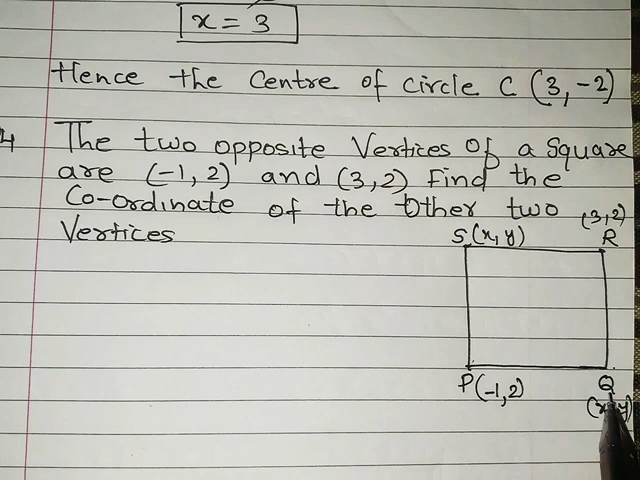 x = 3
Hence the Centre of circle C (3, -2)
4 The two opposite Vertices of a Square
are (-1, 2) and (3, 2) Find the
Co-ordinate of the Other two
Vertices
(3, 2)
S (x, y) R
P (-1, 2) Q